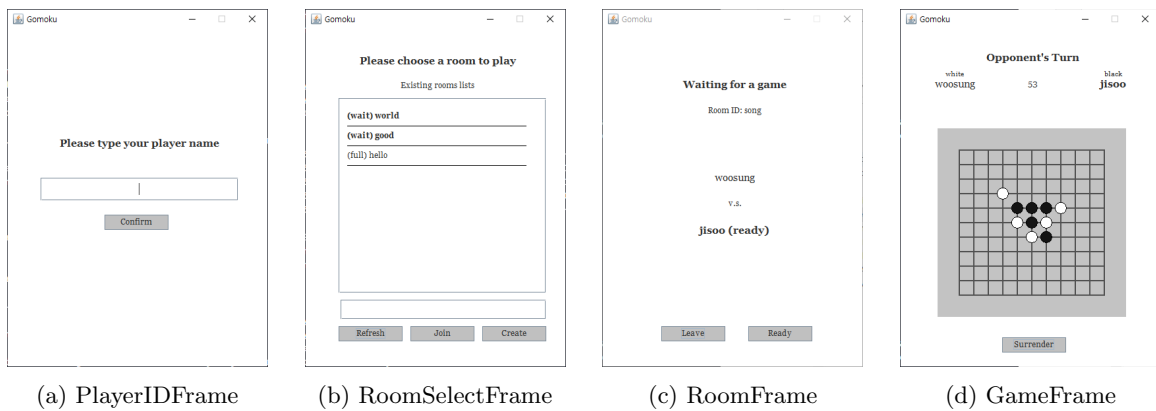 Gomoku
Please type your player name
Confirm
(a) PlayerIDFrame
Gomoku
Please choose a room to play
Existing rooms lists
(wait) world
(wait) good
(full) hello
Refresh Join Create
(b) RoomSelectFrame
Gomoku
Waiting for a game
Room ID: song
woosung
v.s.
jisoo (ready)
Leave Ready
(c) RoomFrame
Gomoku
Opponent's Turn
white black
woosung 53 jisoo
Surrender
(d) GameFrame